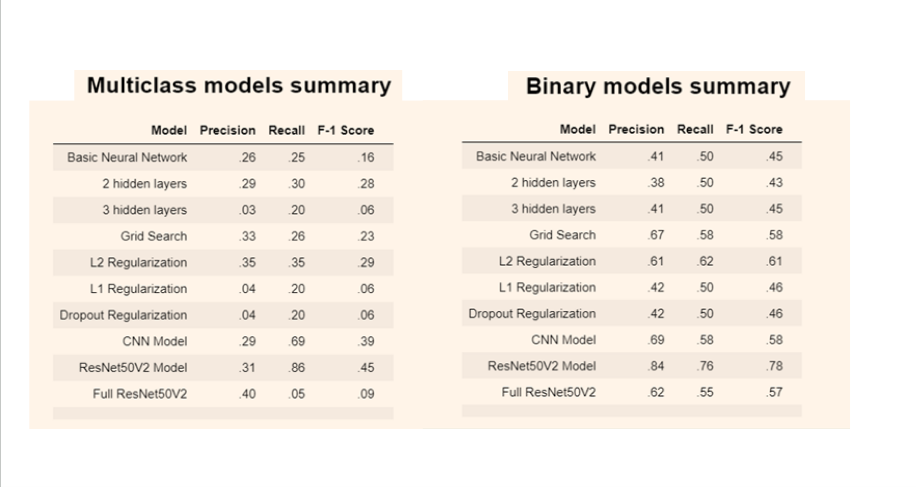 Multiclass models summary
Model Precision Recall F-1 Score
Basic Neural Network .26 .25 .16
2 hidden layers .29 .30 .28
3 hidden layers .03 .20 .06
Grid Search .33 .26 .23
L2 Regularization .35 .35 .29
L1 Regularization .04 .20 .06
Dropout Regularization .04 .20 .06
CNN Model .29 .69 .39
ResNet50V2 Model .31 .86 .45
Full ResNet50V2 .40 .05 .09
Binary models summary
Model Precision Recall F-1 Score
Basic Neural Network .41 .50 .45
2 hidden layers .38 .50 .43
3 hidden layers .41 .50 .45
Grid Search .67 .58 .58
L2 Regularization .61 .62 .61
L1 Regularization .42 .50 .46
Dropout Regularization .42 .50 .46
CNN Model .69 .58 .58
ResNet50V2 Model .84 .76 .78
Full ResNet50V2 .62 .55 .57